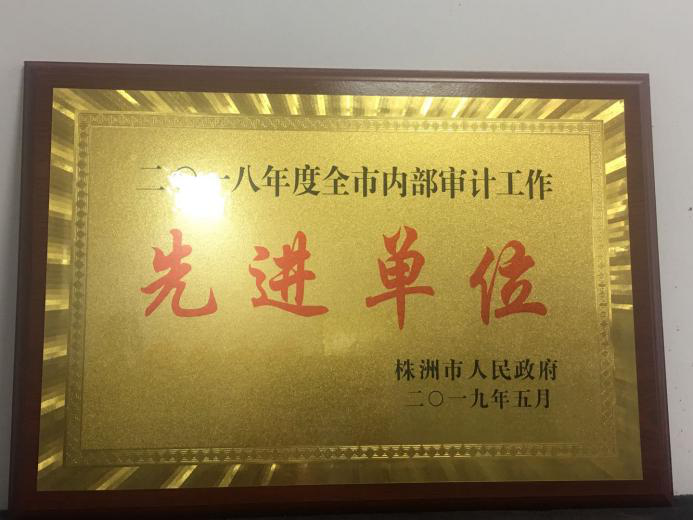 二〇一八年度全市内部审计工作
先进单位
株洲市人民政府
二〇一九年五月